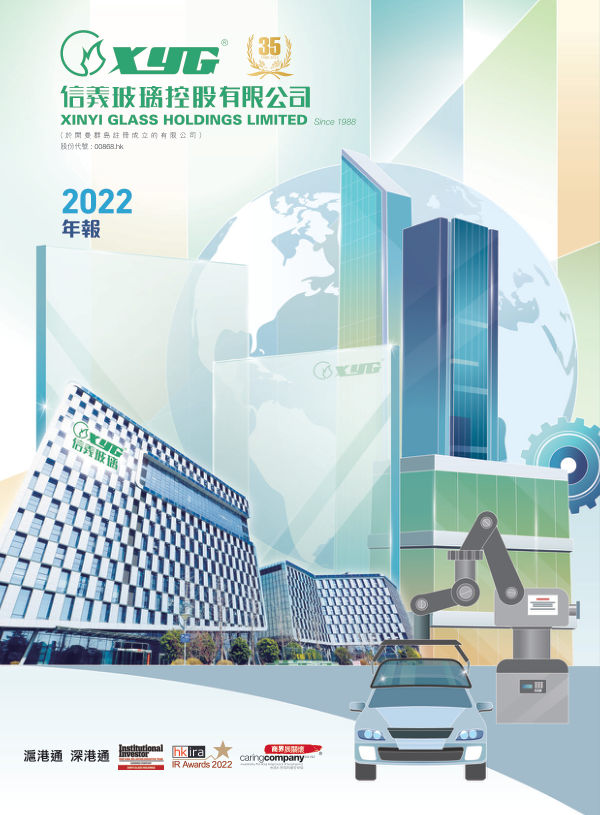 XYG®
35
信義玻璃控股有限公司
XINYI GLASS HOLDINGS LIMITED Since 1988
(於開曼群島註冊成立的有限公司)
股份代號 : 00868.hk
2022
年報
XYG
XYG
信義玻璃
滬港通 深港通
Institutional
Investor
hkira
IR Awards 2022
商界展關懷
caringcompany